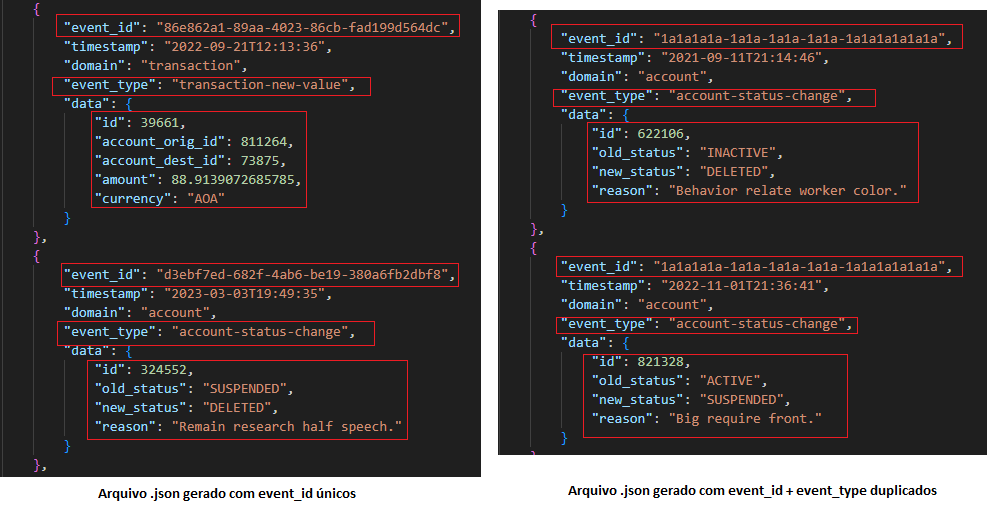 {
"event_id": "86e862a1-89aa-4023-86cb-fad199d564dc",
"timestamp": "2022-09-21T12:13:36",
"domain": "transaction",
"event_type": "transaction-new-value",
"data": {
"id": 39661,
"account_orig_id": 811264,
"account_dest_id": 73875,
"amount": 88.9139072685785,
"currency": "AOA"
}
},
{
"event_id": "d3ebf7ed-682f-4ab6-be19-380a6fb2dbf8",
"timestamp": "2023-03-03T19:49:35",
"domain": "account",
"event_type": "account-status-change",
"data": {
"id": 324552,
"old_status": "SUSPENDED",
"new_status": "DELETED",
"reason": "Remain research half speech."
}
},
Arquivo .json gerado com event_id únicos
{
"event_id": "1a1a1a1a-1a1a-1a1a-1a1a-1a1a1a1a1a1a",
"timestamp": "2021-09-11T21:14:46",
"domain": "account",
"event_type": "account-status-change",
"data": {
"id": 622106,
"old_status": "INACTIVE",
"new_status": "DELETED",
"reason": "Behavior relate worker color."
}
},
{
"event_id": "1a1a1a1a-1a1a-1a1a-1a1a-1a1a1a1a1a1a",
"timestamp": "2022-11-01T21:36:41",
"domain": "account",
"event_type": "account-status-change",
"data": {
"id": 821328,
"old_status": "ACTIVE",
"new_status": "SUSPENDED",
"reason": "Big require front."
}
Arquivo .json gerado com event_id + event_type duplicados